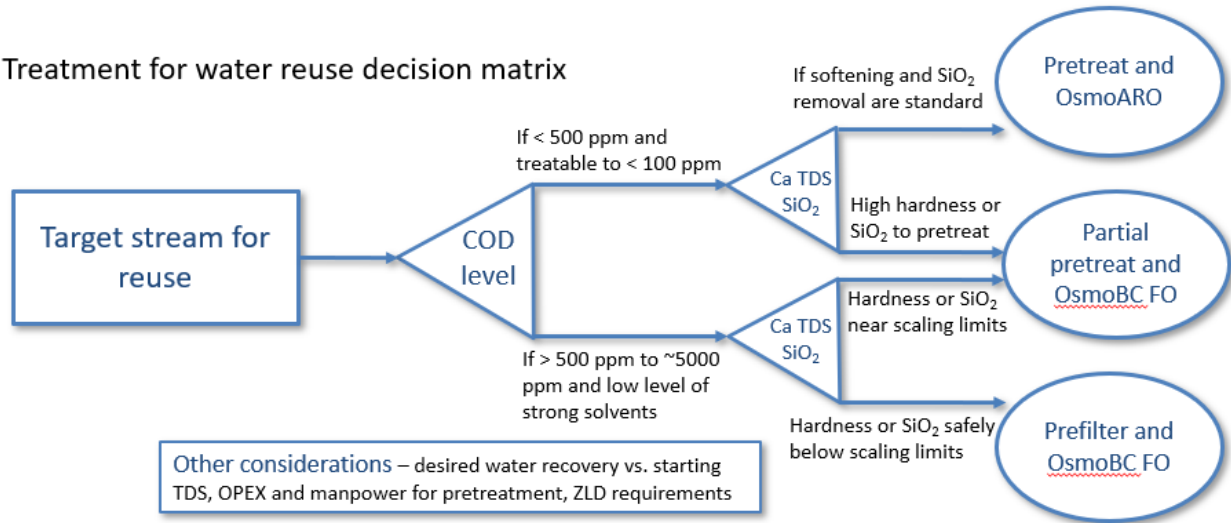 Treatment for water reuse decision matrix
Target stream for
reuse
COD
level
If < 500 ppm and
treatable to < 100 ppm
If > 500 ppm to ~5000
ppm and low level of
strong solvents
Ca TDS
SiO₂
If softening and SiO₂
removal are standard
High hardness or
SiO₂ to pretreat
Ca TDS
SiO₂
Hardness or SiO₂
near scaling limits
Hardness or SiO₂ safely
below scaling limits
Pretreat and
OsmoARO
Partial
pretreat and
OsmoBC FO
Prefilter and
OsmoBC FO
Other considerations – desired water recovery vs. starting
TDS, OPEX and manpower for pretreatment, ZLD requirements